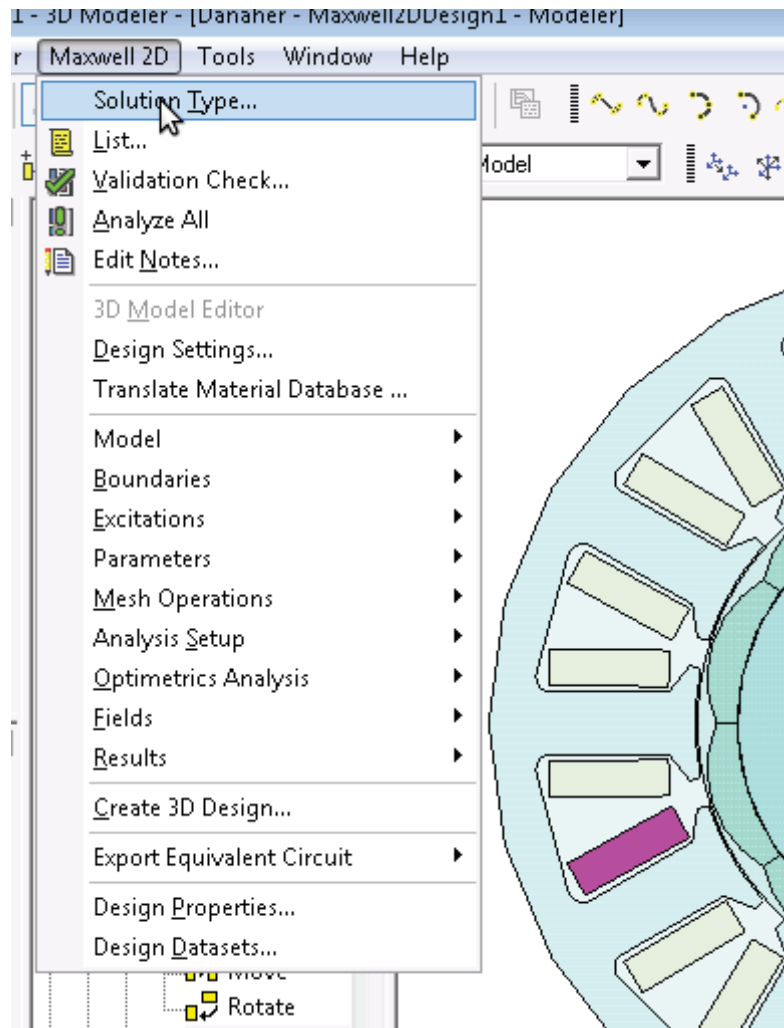 1 - 3D Modeler - [Danaher - Maxwell2DDesign1 - Modeler]
r Maxwell 2D Tools Window Help
Solution Type...
List...
Model
Validation Check...
Analyze All
Edit Notes...
3D Model Editor
Design Settings...
Translate Material Database ...
Model
Boundaries
Excitations
Parameters
Mesh Operations
Analysis Setup
Optimetrics Analysis
Fields
Results
Create 3D Design...
Export Equivalent Circuit
Design Properties...
Design Datasets...
Move
Rotate